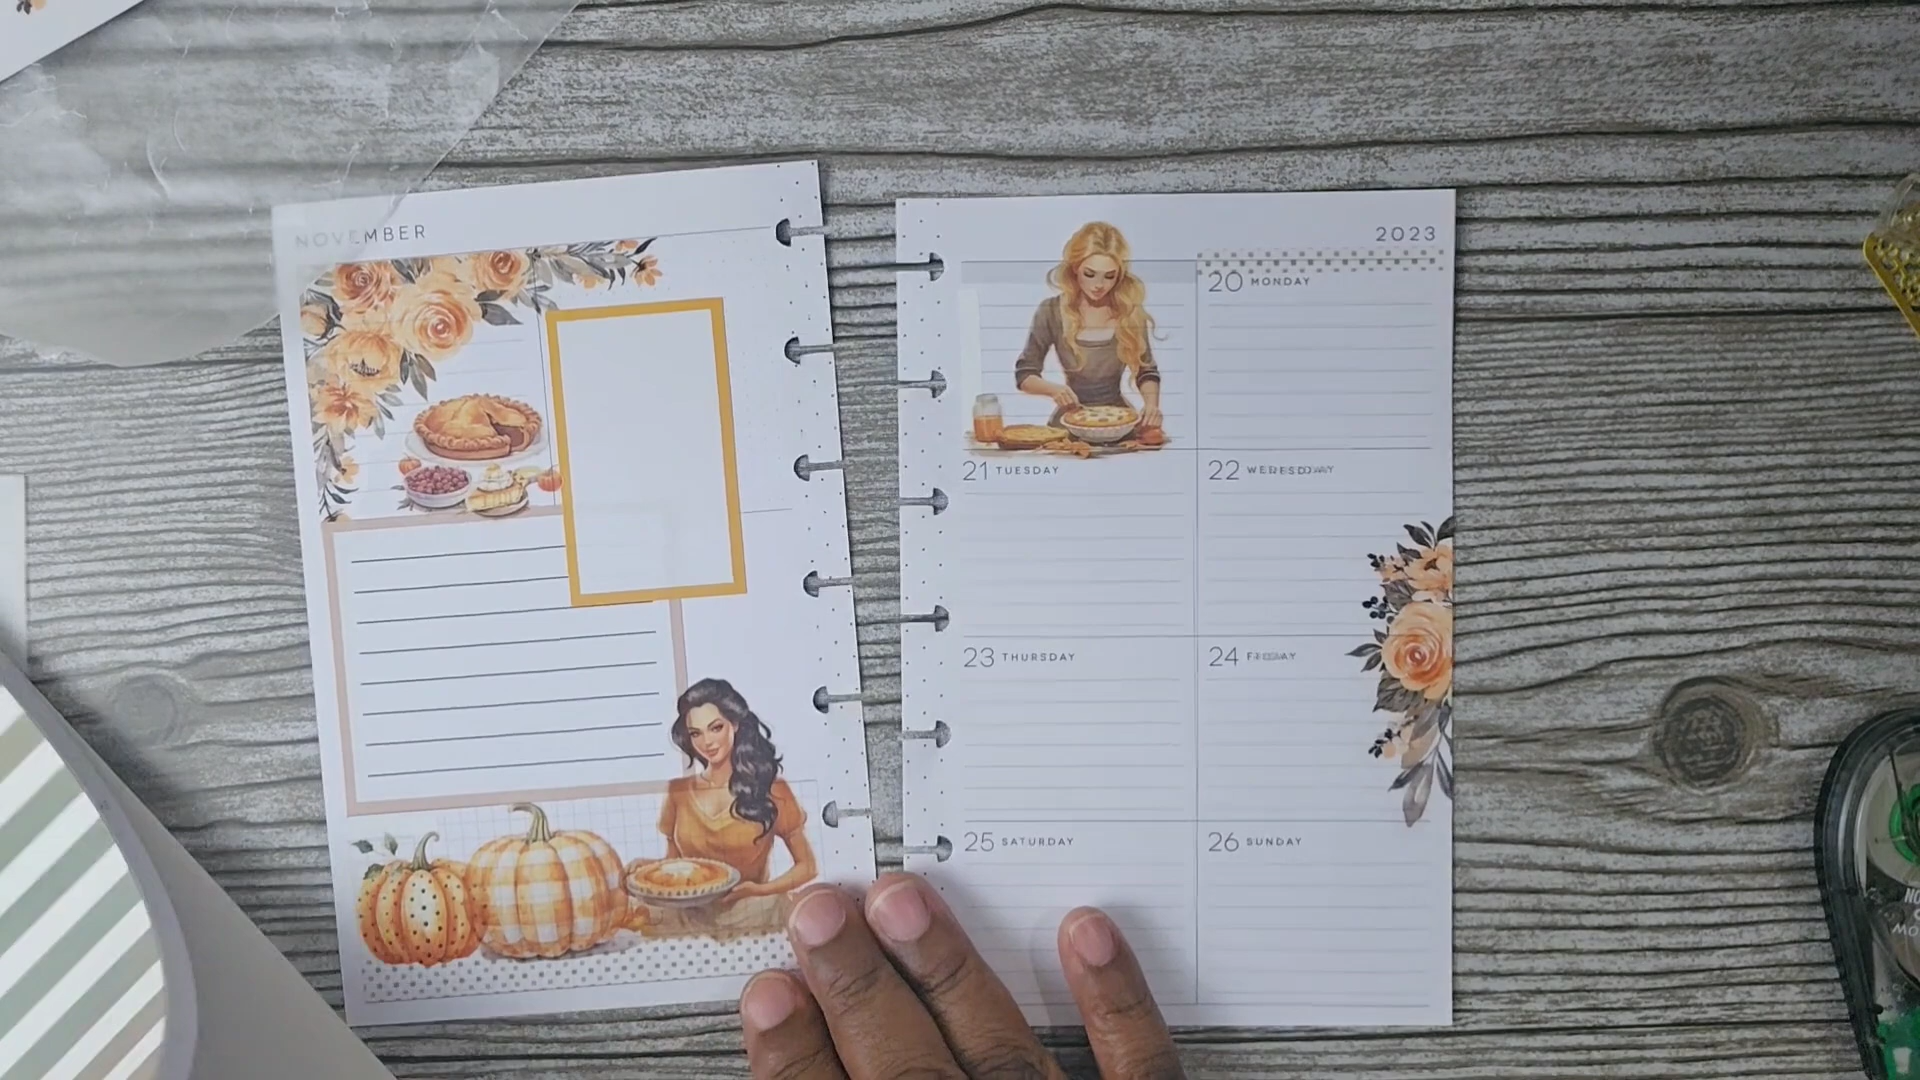 NOVEMBER
2023
20 MONDAY
21 TUESDAY
22
23 THURSDAY
24
25 SATURDAY
26 SUNDAY